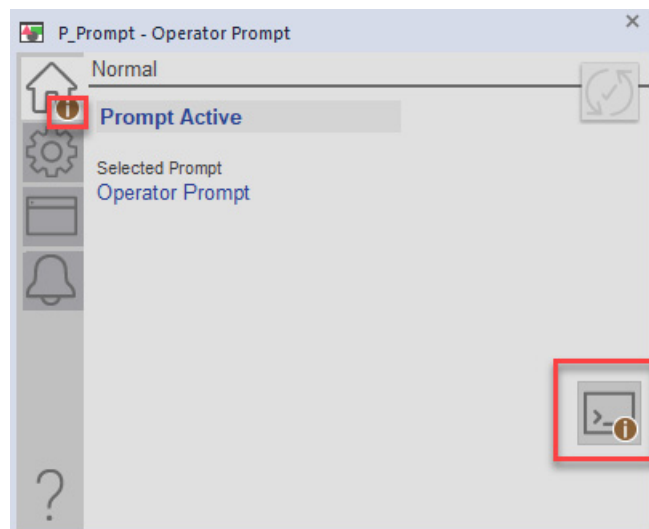 P_Prompt - Operator Prompt
Normal
Prompt Active
Selected Prompt
Operator Prompt